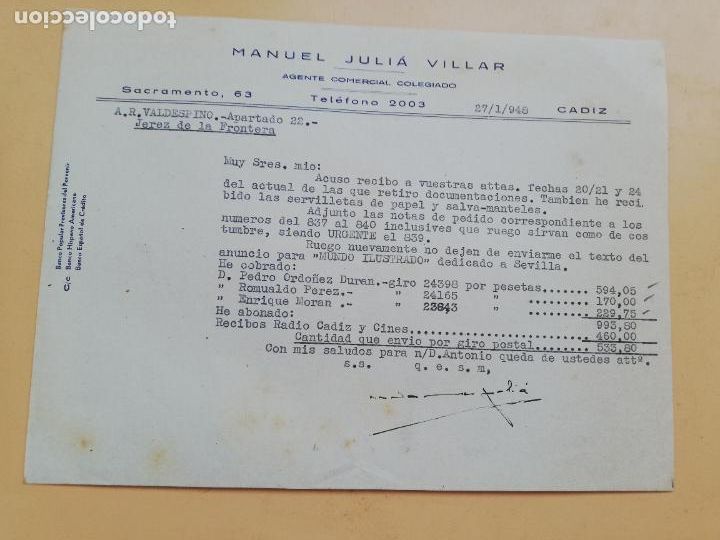 todocoleccion.net
MANUEL JULIÁ VILLAR
AGENTE COMERCIAL COLEGIADO
Sacramento, 63 Teléfono 2003 27/1/948 CADIZ
A.R.VALDESPINO.-Apartado 22.-
Jerez de la Frontera
Muy Sres. mio:
Acuso recibo a vuestras attas. fechas 20/21 y 24
del actual de las que retiro documentaciones. Tambien he reci
bido las servilletas de papel y salva-manteles.
Adjunto las notas de pedido correspondiente a los
numeros del 837 al 840 inclusives que ruego sirvan como de cos
tumbre, siendo URGENTE el 839.
Ruego nuevamente no dejen de enviarme el texto del
anuncio para "MUNDO ILUSTRADO" dedicado a Sevilla.
He cobrado:
D. Pedro Ordoñez Duran.-giro 24398 por pesetas...... 594,05
" Romualdo Perez.- " 24165 " ...... 170,00
" Enrique Moran .- " " ...... 229,75
He abonado: 993,80
Recibos Radio Cadiz y Cines.......... 460,00
Cantidad que envio por giro postal....... 533,80
Con mis saludos para n/D.Antonio queda de ustedes attº.
s.s. q. e. s. m,
Banco Hispano Americano
Banco Español de Crédito
C/c